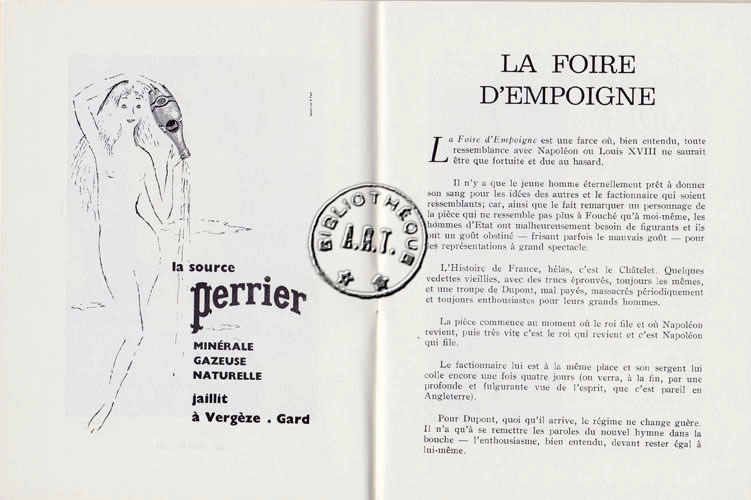 la source
perrier
MINÉRALE
GAZEUSE
NATURELLE
jaillit
à Vergèze . Gard
BIBLIOTHÈQUE
A.R.T.
LA FOIRE
D'EMPOIGNE
La Foire d'Empoigne est une farce où, bien entendu, toute
ressemblance avec Napoléon ou Louis XVIII ne saurait
être que fortuite et due au hasard.
Il n'y a que le jeune homme éternellement prêt à donner
son sang pour les idées des autres et le factionnaire qui soient
ressemblants; car, ainsi que le fait remarquer un personnage de
la pièce qui ne ressemble pas plus à Fouché qu'à moi-même, les
hommes d'Etat ont malheureusement besoin de figurants et ils
ont un goût obstiné — frisant parfois le mauvais goût — pour
les représentations à grand spectacle.
L'Histoire de France, hélas, c'est le Châtelet. Quelques
vedettes vieillies, avec des trucs éprouvés, toujours les mêmes,
et une troupe de Dupont, mal payés, massacrés périodiquement
et toujours enthousiastes pour leurs grands hommes.
La pièce commence au moment où le roi file et où Napoléon
revient, puis très vite c'est le roi qui revient et c'est Napoléon
qui file.
Le factionnaire lui est à la même place et son sergent lui
colle encore une fois quatre jours (on verra, à la fin, par une
profonde et fulgurante vue de l'esprit, que c'est pareil en
Angleterre).
Pour Dupont, quoi qu'il arrive, le régime ne change guère.
Il n'a qu'à se remettre les paroles du nouvel hymne dans la
bouche — l'enthousiasme, bien entendu, devant rester égal à
lui-même.